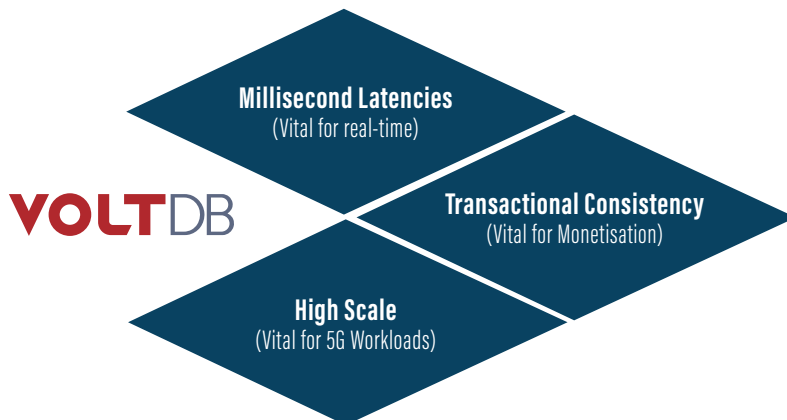 Millisecond Latencies
(Vital for real-time)
VOLTDB
Transactional Consistency
(Vital for Monetisation)
High Scale
(Vital for 5G Workloads)